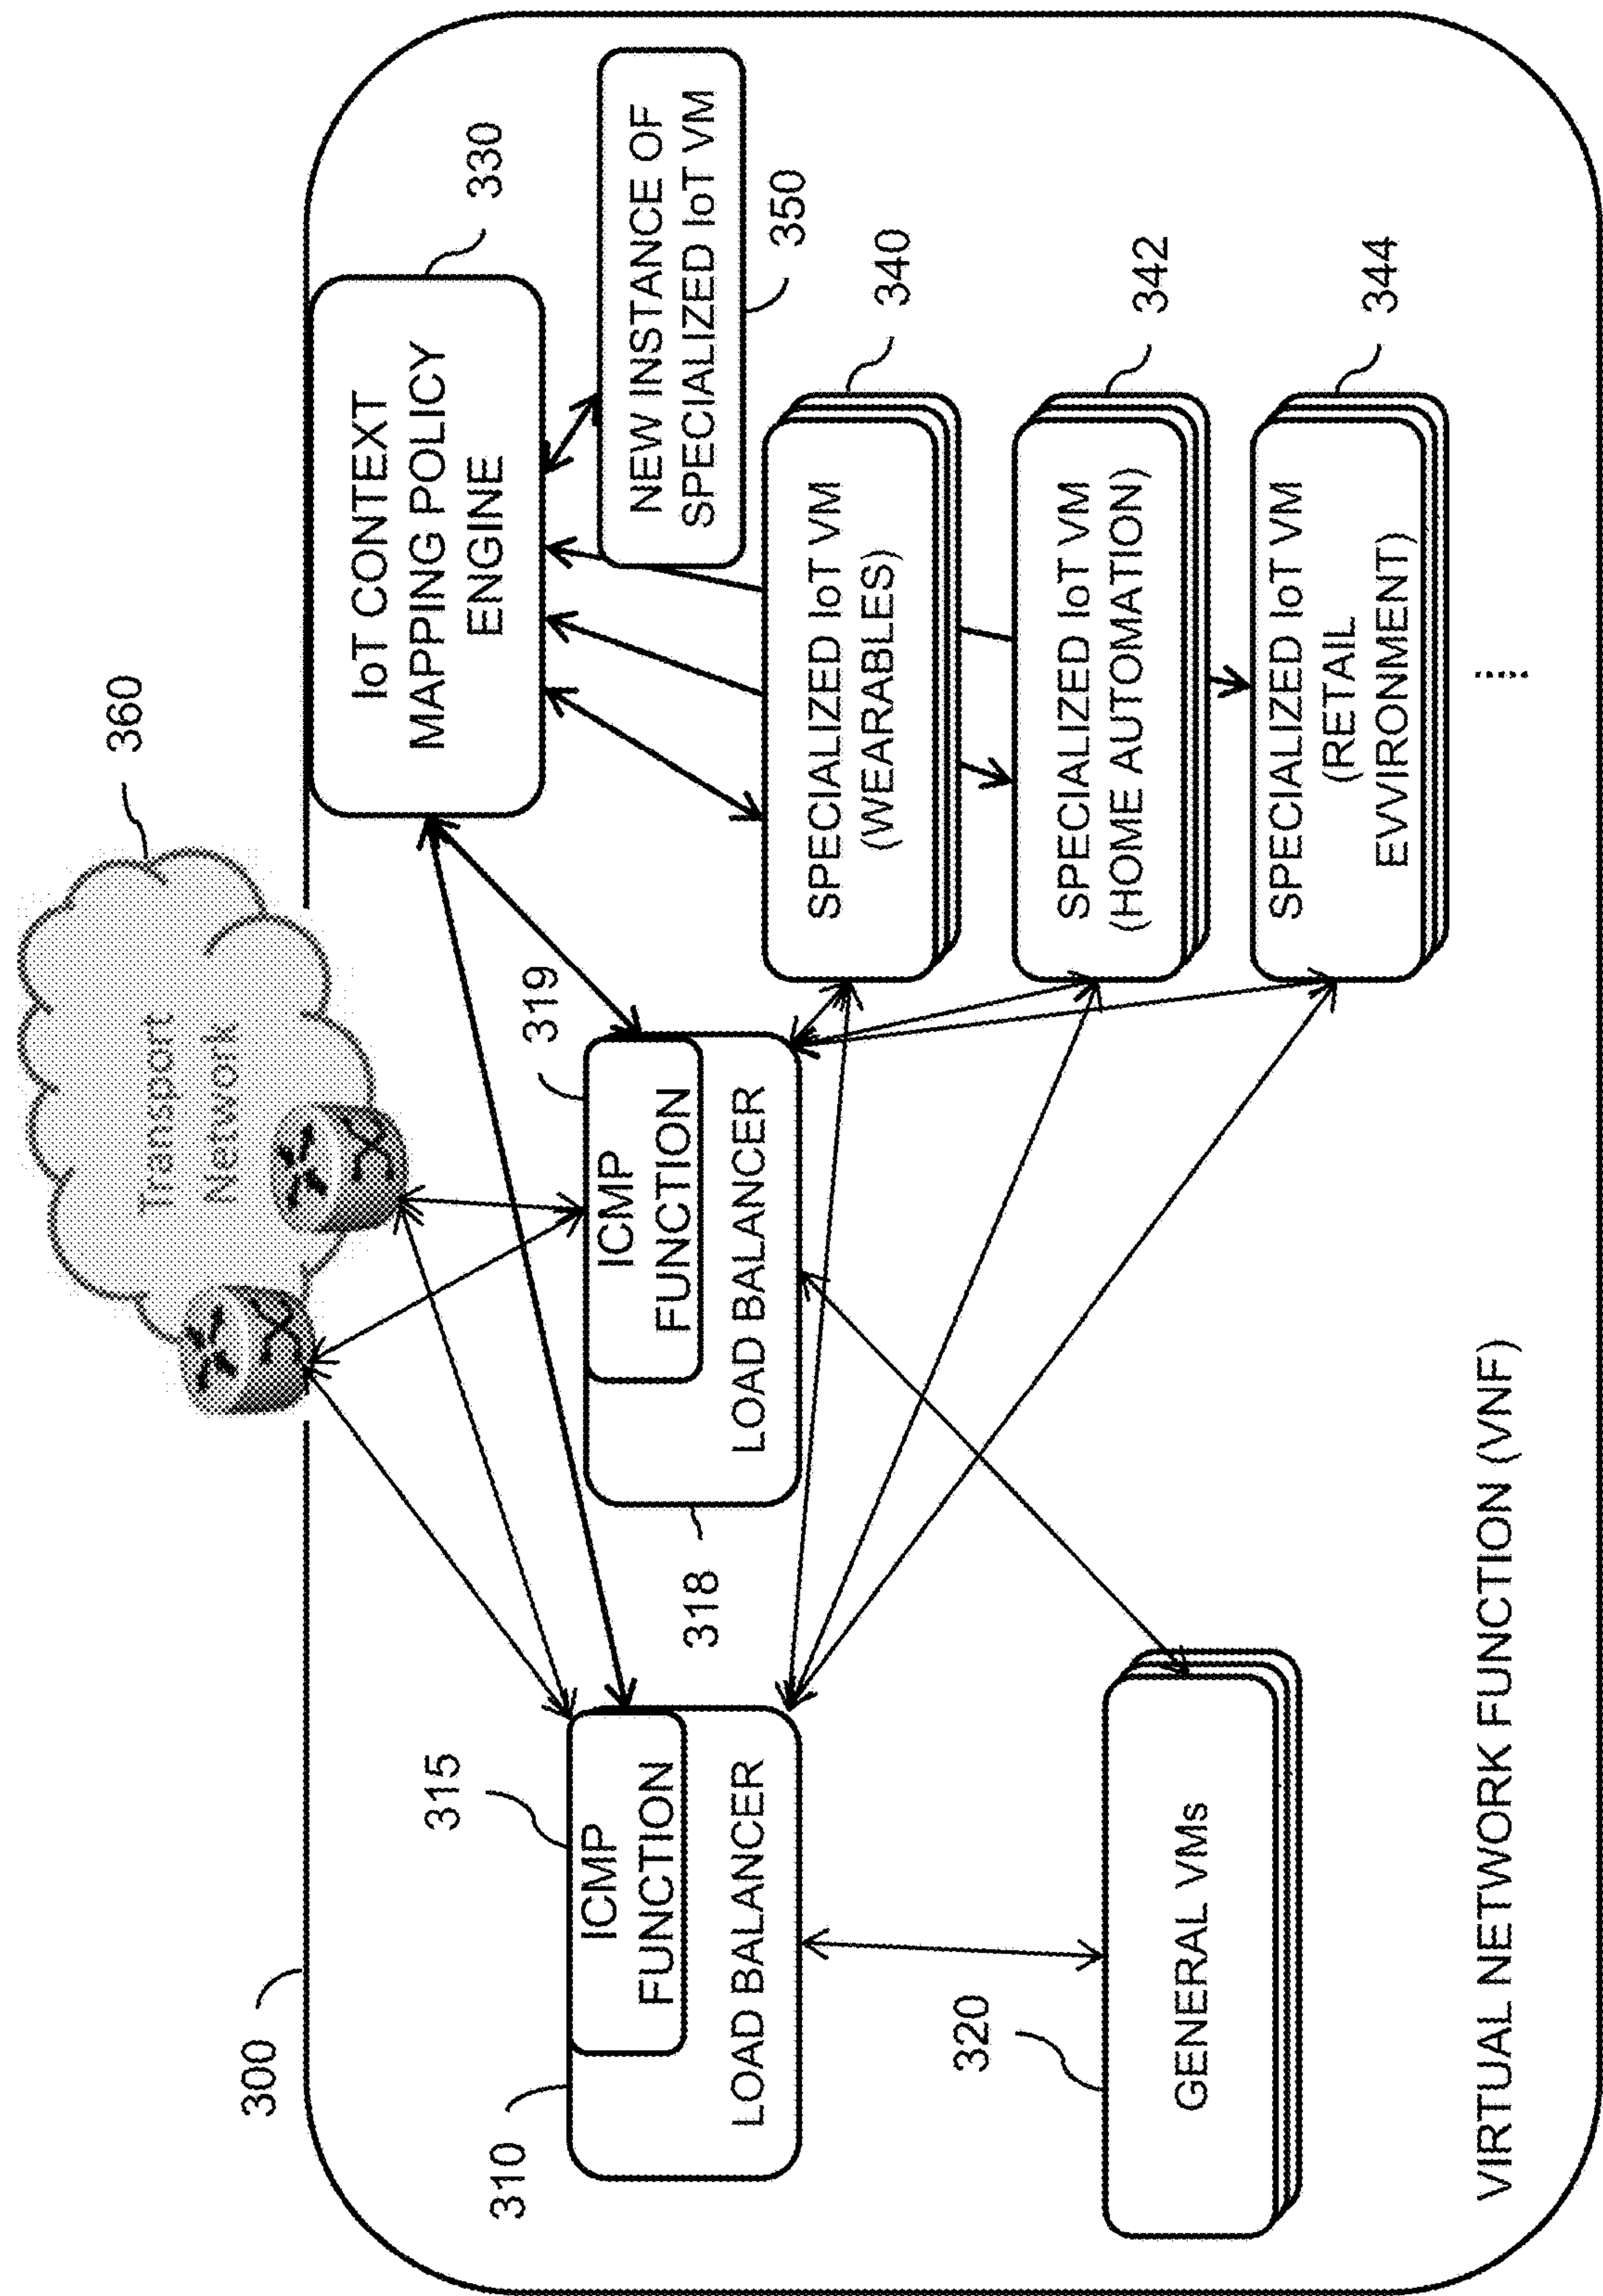 300
360
Transport
Network
310
315
ICMP
FUNCTION
LOAD BALANCER
318
319
ICMP
FUNCTION
LOAD BALANCER
IoT CONTEXT
MAPPING POLICY
ENGINE
330
NEW INSTANCE OF
SPECIALIZED IoT VM
350
SPECIALIZED IoT VM
(WEARABLES)
340
SPECIALIZED IoT VM
(HOME AUTOMATION)
342
SPECIALIZED IoT VM
(RETAIL
EVVIRONMENT)
344
.....
320
GENERAL VMs
VIRTUAL NETWORK FUNCTION (VNF)